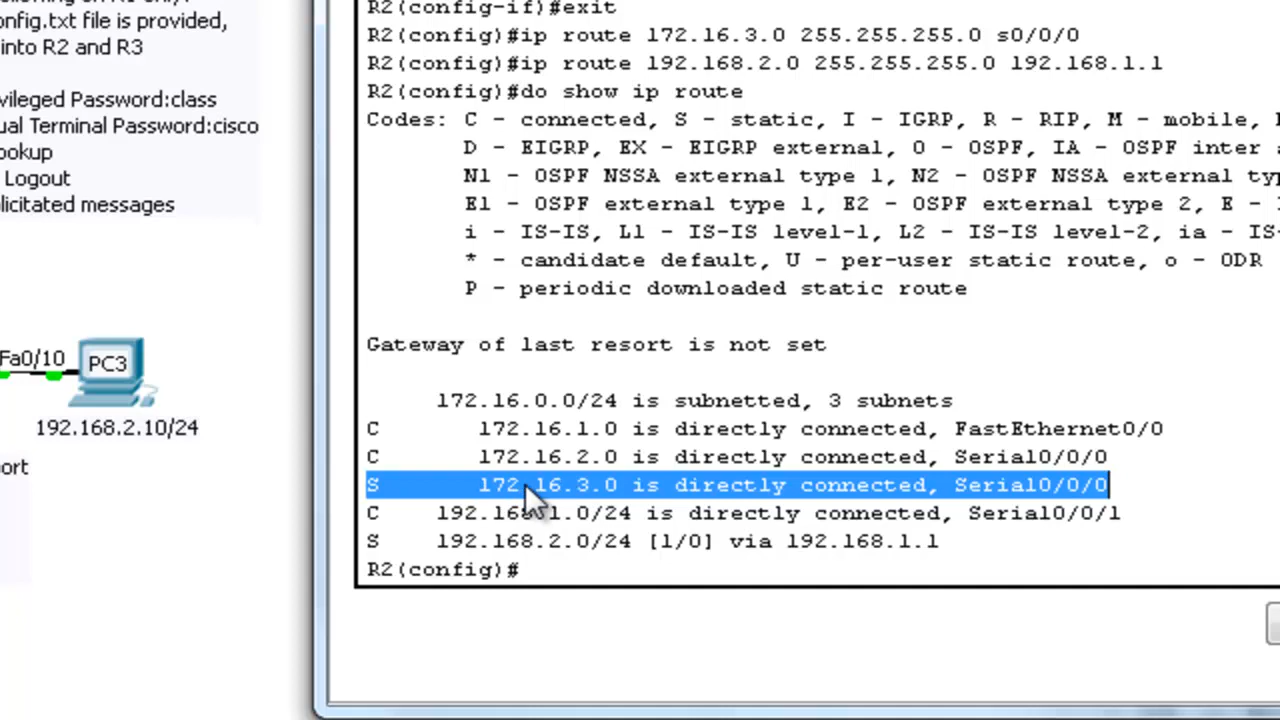 onfig.txt file is provided,
into R2 and R3
vileged Password:class
ual Terminal Password:cisco
ookup
Logout
licitated messages
Fa0/10
PC3
192.168.2.10/24
ort
R2(config-if)#exit
R2(config)#ip route 172.16.3.0 255.255.255.0 s0/0/0
R2(config)#ip route 192.168.2.0 255.255.255.0 192.168.1.1
R2(config)#do show ip route
Codes: C - connected, S - static, I - IGRP, R - RIP, M - mobile,
D - EIGRP, EX - EIGRP external, O - OSPF, IA - OSPF inter a
N1 - OSPF NSSA external type 1, N2 - OSPF NSSA external typ
E1 - OSPF external type 1, E2 - OSPF external type 2, E -
i - IS-IS, L1 - IS-IS level-1, L2 - IS-IS level-2, ia - IS-
* - candidate default, U - per-user static route, o - ODR
P - periodic downloaded static route
Gateway of last resort is not set
172.16.0.0/24 is subnetted, 3 subnets
C 172.16.1.0 is directly connected, FastEthernet0/0
C 172.16.2.0 is directly connected, Serial0/0/0
S 172.16.3.0 is directly connected, Serial0/0/0
C 192.168.1.0/24 is directly connected, Serial0/0/1
S 192.168.2.0/24 [1/0] via 192.168.1.1
R2(config)#